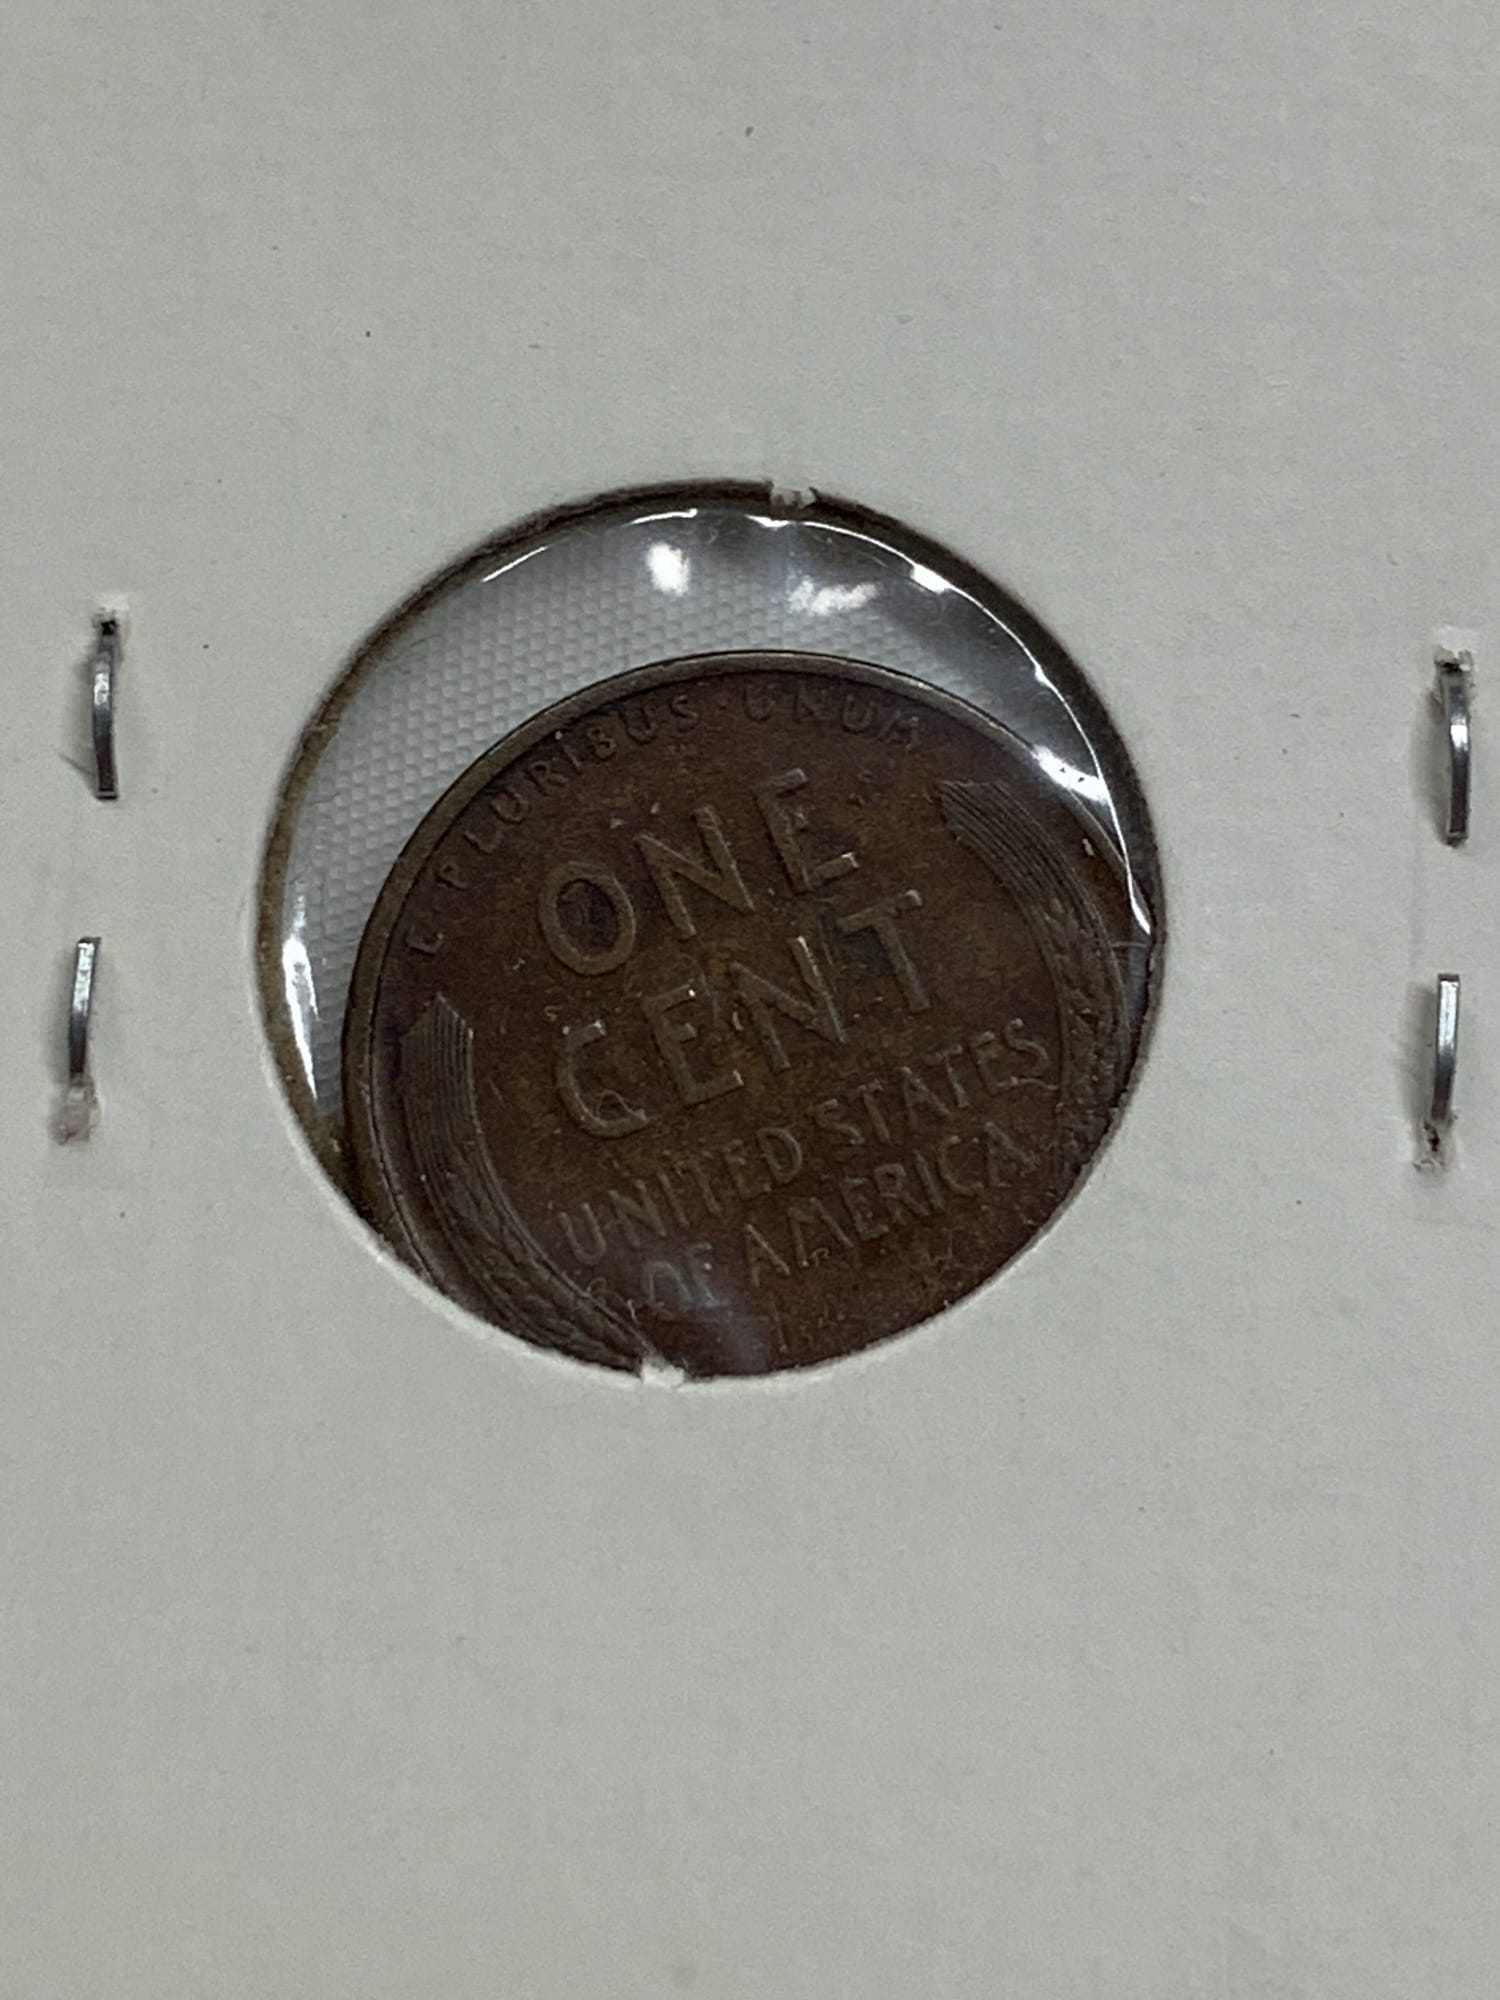 E PLURIBUS · UNUM
ONE
CENT
UNITED STATES
OF AMERICA